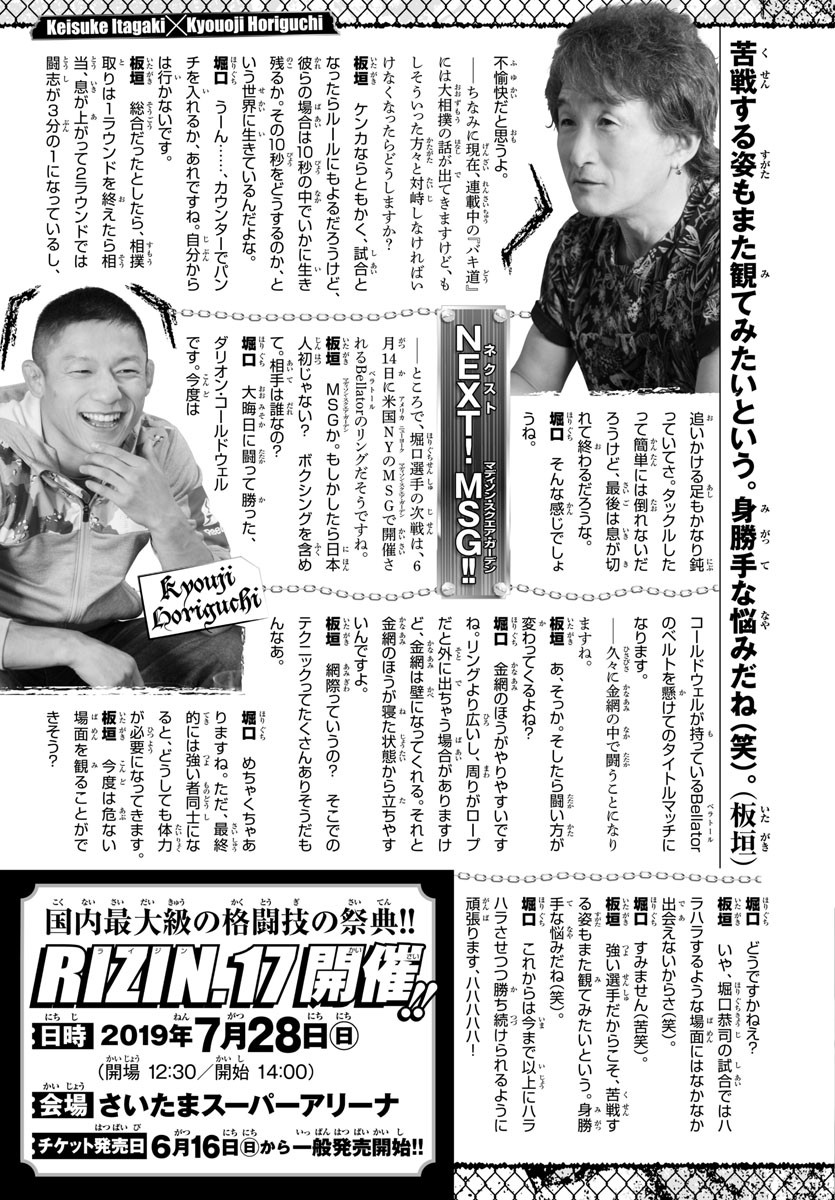 Keisuke Itagaki×Kyouoji Horiguchi
苦戦する姿もまた観てみたいという。身勝手な悩みだね(笑)。(板垣)
不愉快だと思うよ。
――ちなみに現在、連載中の『バキ道』
には大相撲の話が出てきますけど、も
しそういった方々と対峙しなければい
けなくなったらどうしますか?
板垣 ケンカならともかく、試合と
なったらルールにもよるだろうけど、
彼らの場合は10秒の中でいかに生き
残るか。その10秒をどうするのか、と
いう世界に生きているんだよな。
堀口 うーん……、カウンターでパン
チを入れるか、あれですね。自分から
は行かないです。
板垣 総合だったとしたら、相撲
取りは1ラウンドを終えたら相
当、息が上がって2ラウンドでは
闘志が3分の1になっているし、
追いかける足もかなり鈍
っていてさ。タックルした
って簡単には倒れないだ
ろうけど、最後は息が切
れて終わるだろうな。
堀口 そんな感じでしょ
うね。
NEXT! MSG!!
ネクスト マディソン・スクエア・ガーデン
――ところで、堀口選手の次戦は、6
月14日に米国NYのMSGで開催さ
れるBellatorのリングだそうですね。
板垣 MSGか。もしかしたら日本
人初じゃない? ボクシングを含め
て。相手は誰なの?
堀口 大晦日に闘って勝った、
ダリオン・コールドウェル
です。今度は
Kyouji
Horiguchi
コールドウェルが持っているBellator
のベルトを懸けてのタイトルマッチに
なります。
――久々に金網の中で闘うことになり
ますね。
板垣 あ、そっか。そしたら闘い方が
変わってくるよね?
堀口 金網のほうがやりやすいです
ね。リングより広いし、周りがロープ
だと外に出ちゃう場合がありますけ
ど、金網は壁になってくれる。それと
金網のほうが寝た状態から立ちやす
いんですよ。
板垣 網際っていうの? そこでの
テクニックってたくさんありそうだも
んなあ。
堀口 めちゃくちゃあ
りますね。ただ、最終
的には強い者同士にな
ると、どうしても体力
が必要になってきます。
板垣 今度は危ない
場面を観ることがで
きそう?
堀口 どうですかねえ?
板垣 いや、堀口恭司の試合ではハ
ラハラするような場面にはなかなか
出会えないからさ(笑)。
堀口 すみません(苦笑)。
板垣 強い選手だからこそ、苦戦す
る姿もまた観てみたいという。身勝
手な悩みだね(笑)。
堀口 これからは今まで以上にハラ
ハラさせつつ勝ち続けられるように
頑張ります、ハハハハハ!
国内最大級の格闘技の祭典!!
RIZIN.17開催!!
日時 2019年7月28日㊐
(開場 12:30/開始 14:00)
会場 さいたまスーパーアリーナ
チケット発売日 6月16日㊐から一般発売開始!!